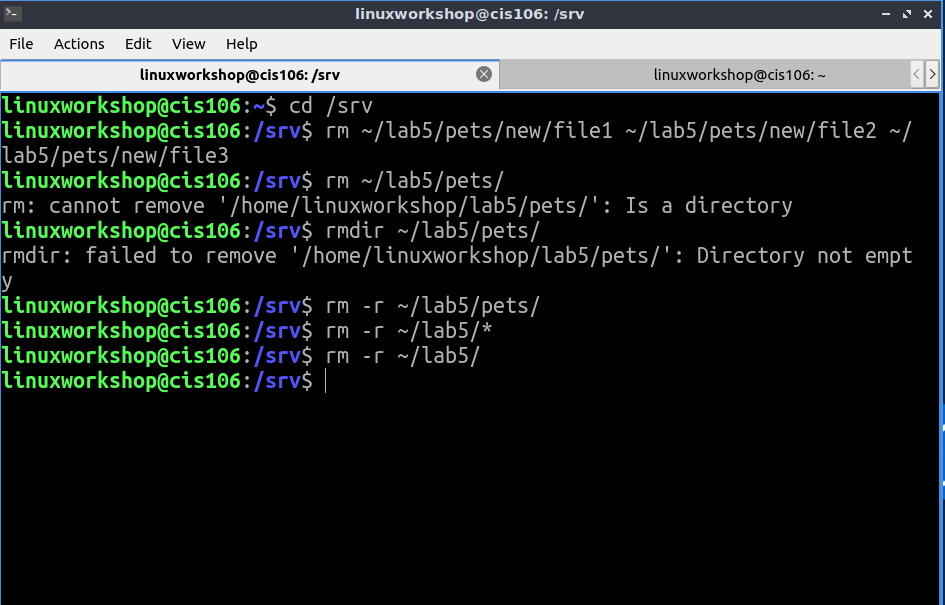 linuxworkshop@cis106: /srv
File Actions Edit View Help
linuxworkshop@cis106: /srv linuxworkshop@cis106: ~
linuxworkshop@cis106:~$ cd /srv
linuxworkshop@cis106:/srv$ rm ~/lab5/pets/new/file1 ~/lab5/pets/new/file2 ~/
lab5/pets/new/file3
linuxworkshop@cis106:/srv$ rm ~/lab5/pets/
rm: cannot remove '/home/linuxworkshop/lab5/pets/': Is a directory
linuxworkshop@cis106:/srv$ rmdir ~/lab5/pets/
rmdir: failed to remove '/home/linuxworkshop/lab5/pets/': Directory not empt
y
linuxworkshop@cis106:/srv$ rm -r ~/lab5/pets/
linuxworkshop@cis106:/srv$ rm -r ~/lab5/*
linuxworkshop@cis106:/srv$ rm -r ~/lab5/
linuxworkshop@cis106:/srv$